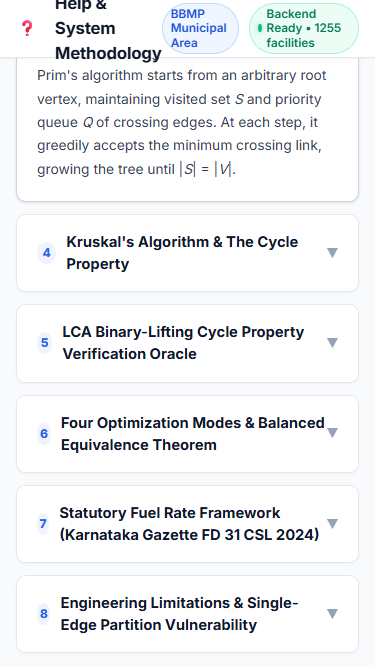 ❓
Help &
System
Methodology
BBMP
Municipal
Area
Backend
Ready • 1255
facilities
Prim's algorithm starts from an arbitrary root
vertex, maintaining visited set S and priority
queue Q of crossing edges. At each step, it
greedily accepts the minimum crossing link,
growing the tree until |S| = |V|.
4
Kruskal's Algorithm & The Cycle
Property
▼
5
LCA Binary-Lifting Cycle Property
Verification Oracle
▼
6
Four Optimization Modes & Balanced
Equivalence Theorem
▼
7
Statutory Fuel Rate Framework
(Karnataka Gazette FD 31 CSL 2024)
▼
8
Engineering Limitations & Single-
Edge Partition Vulnerability
▼